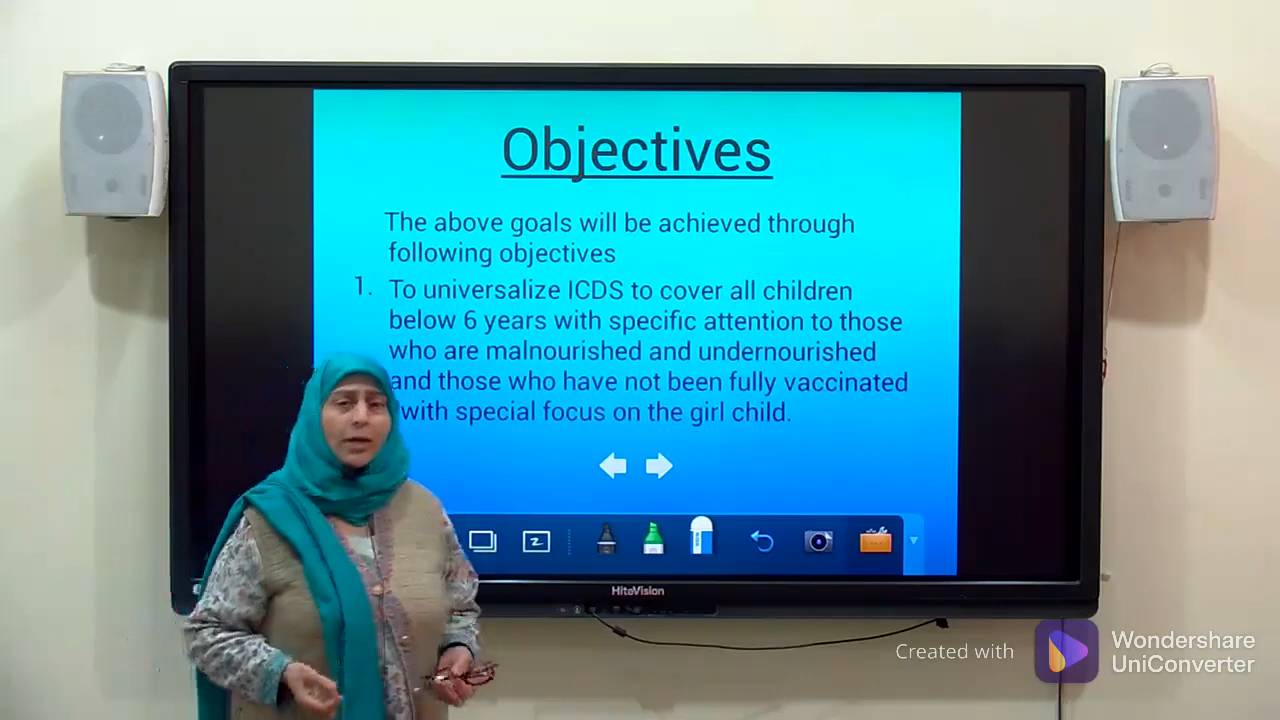 Objectives
The above goals will be achieved through
following objectives
1. To universalize ICDS to cover all children
below 6 years with specific attention to those
who are malnourished and undernourished
and those who have not been fully vaccinated
with special focus on the girl child.
HiteVision
Created with
Wondershare
UniConverter